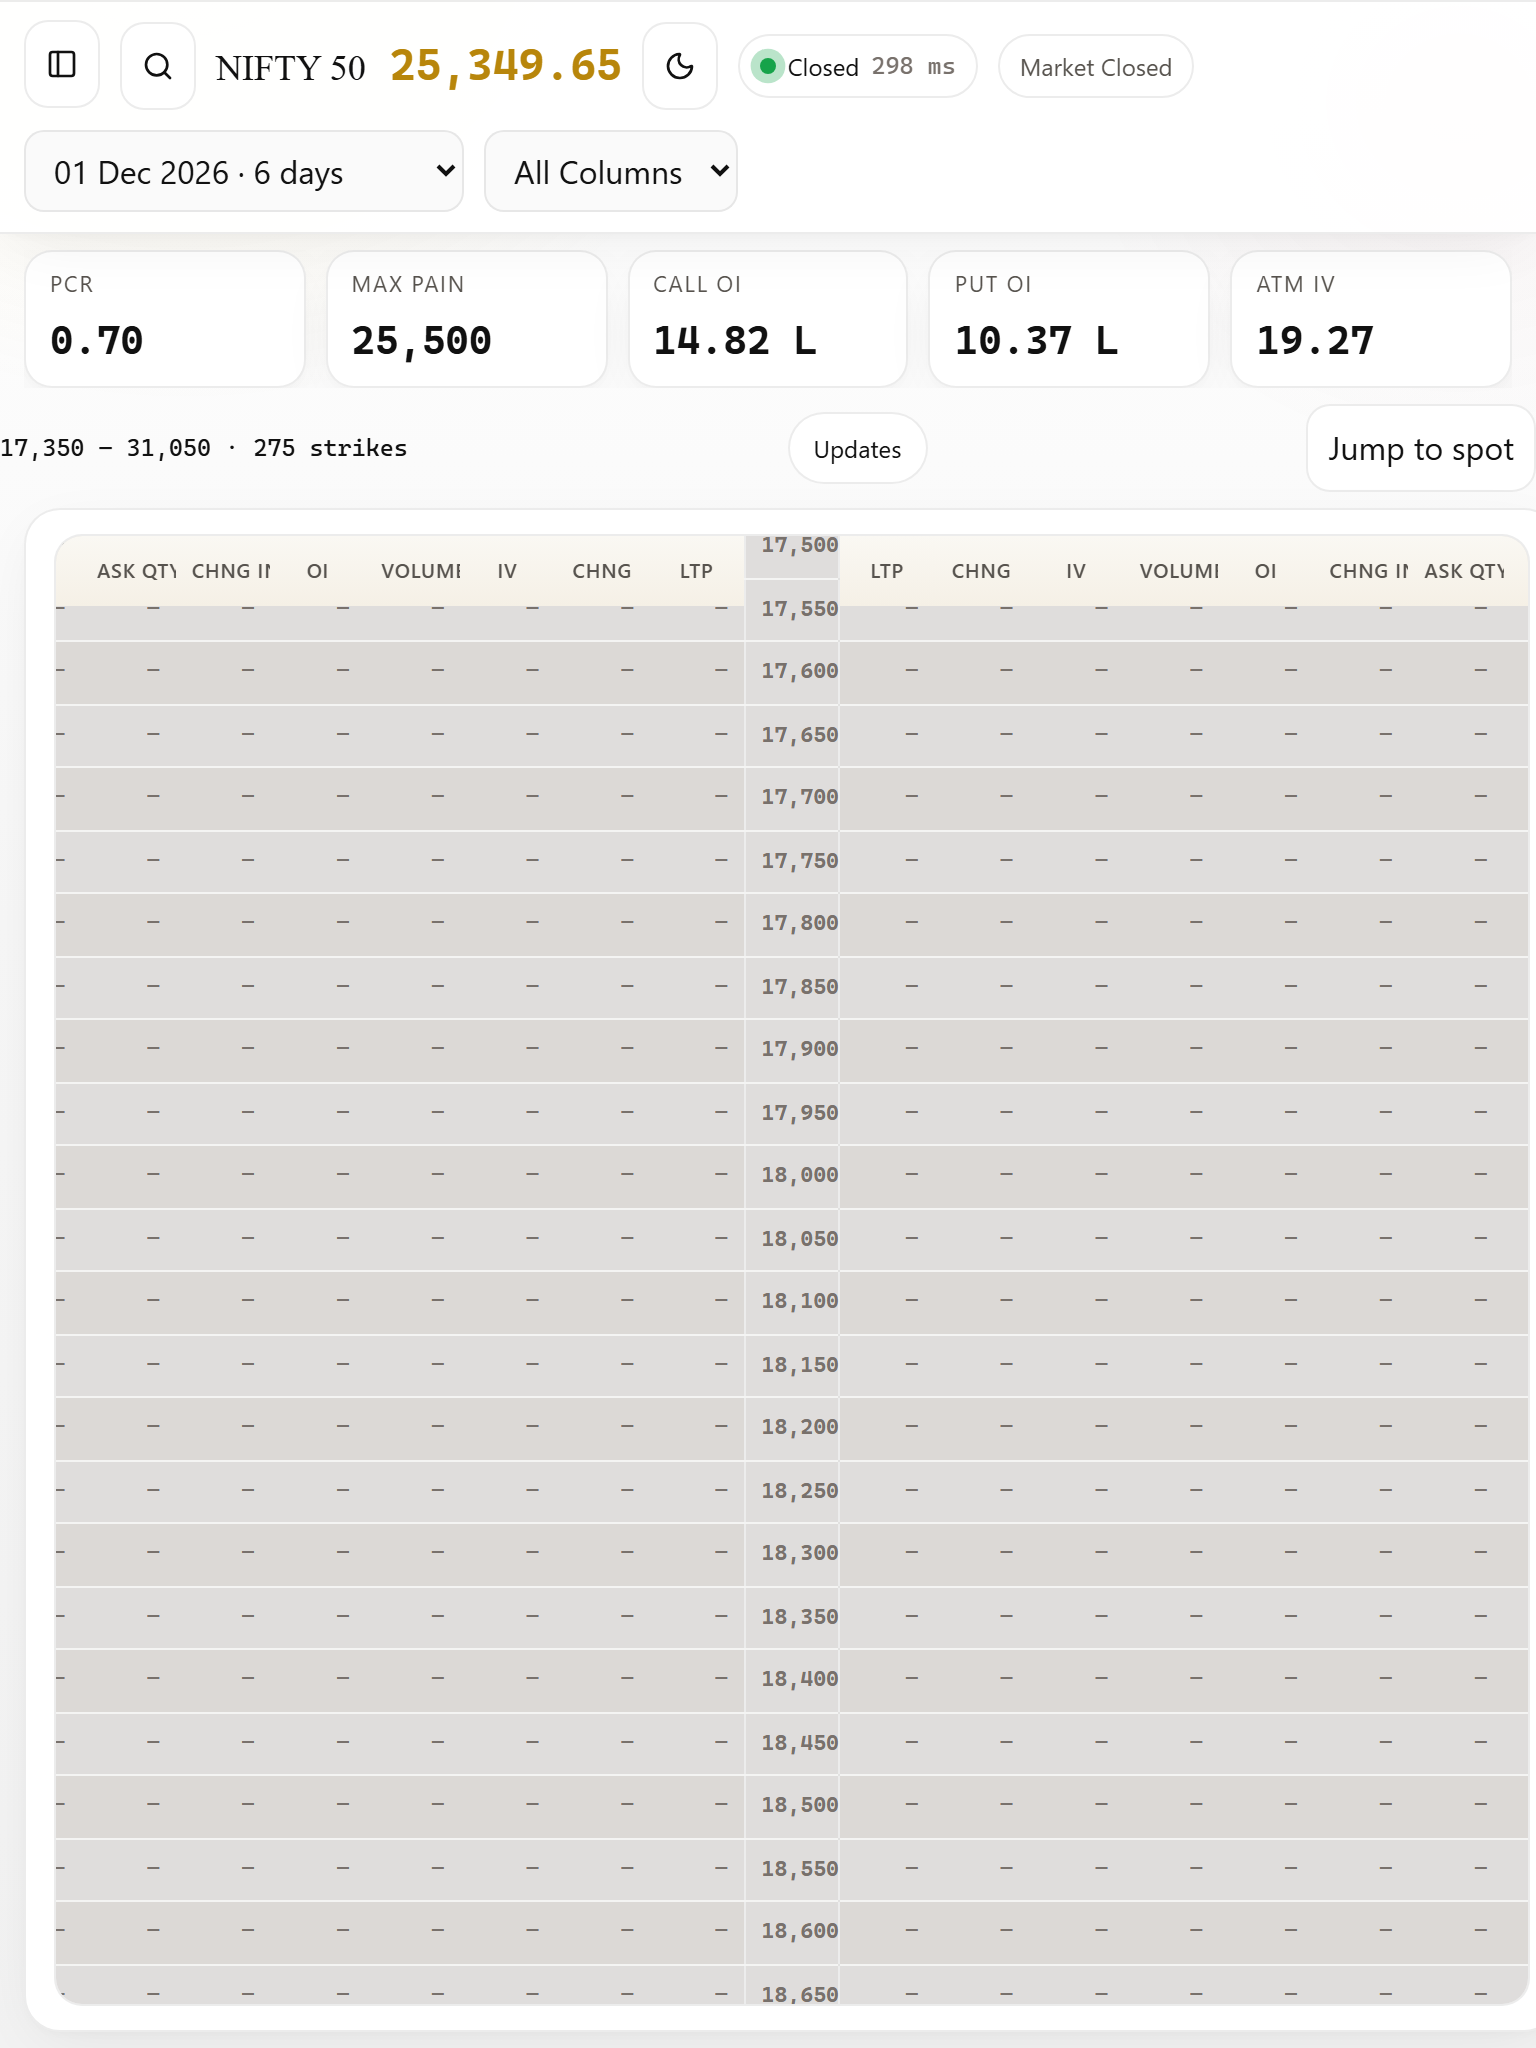 NIFTY 50 25,349.65 Closed 298 ms Market Closed
01 Dec 2026 · 6 days All Columns
PCR MAX PAIN CALL OI PUT OI ATM IV
0.70 25,500 14.82 L 10.37 L 19.27
17,350 – 31,050 · 275 strikes Updates Jump to spot
17,500
ASK QTY CHNG IN OI VOLUME IV CHNG LTP LTP CHNG IV VOLUME OI CHNG IN ASK QTY
– – – – – – – – 17,550 – – – – – – –
– – – – – – – – 17,600 – – – – – – –
– – – – – – – – 17,650 – – – – – – –
– – – – – – – – 17,700 – – – – – – –
– – – – – – – – 17,750 – – – – – – –
– – – – – – – – 17,800 – – – – – – –
– – – – – – – – 17,850 – – – – – – –
– – – – – – – – 17,900 – – – – – – –
– – – – – – – – 17,950 – – – – – – –
– – – – – – – – 18,000 – – – – – – –
– – – – – – – – 18,050 – – – – – – –
– – – – – – – – 18,100 – – – – – – –
– – – – – – – – 18,150 – – – – – – –
– – – – – – – – 18,200 – – – – – – –
– – – – – – – – 18,250 – – – – – – –
– – – – – – – – 18,300 – – – – – – –
– – – – – – – – 18,350 – – – – – – –
– – – – – – – – 18,400 – – – – – – –
– – – – – – – – 18,450 – – – – – – –
– – – – – – – – 18,500 – – – – – – –
– – – – – – – – 18,550 – – – – – – –
– – – – – – – – 18,600 – – – – – – –
– – – – – – – – 18,650 – – – – – – –